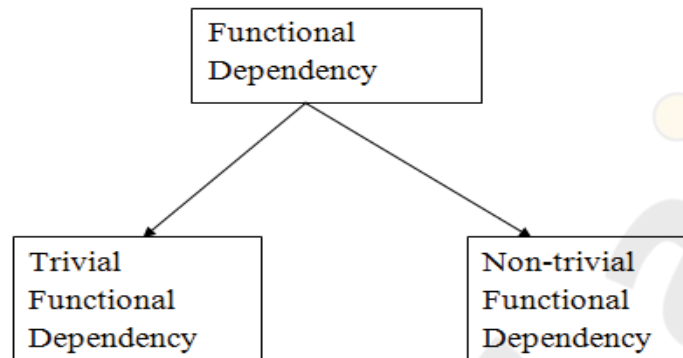 Functional
Dependency
Trivial
Functional
Dependency
Non-trivial
Functional
Dependency